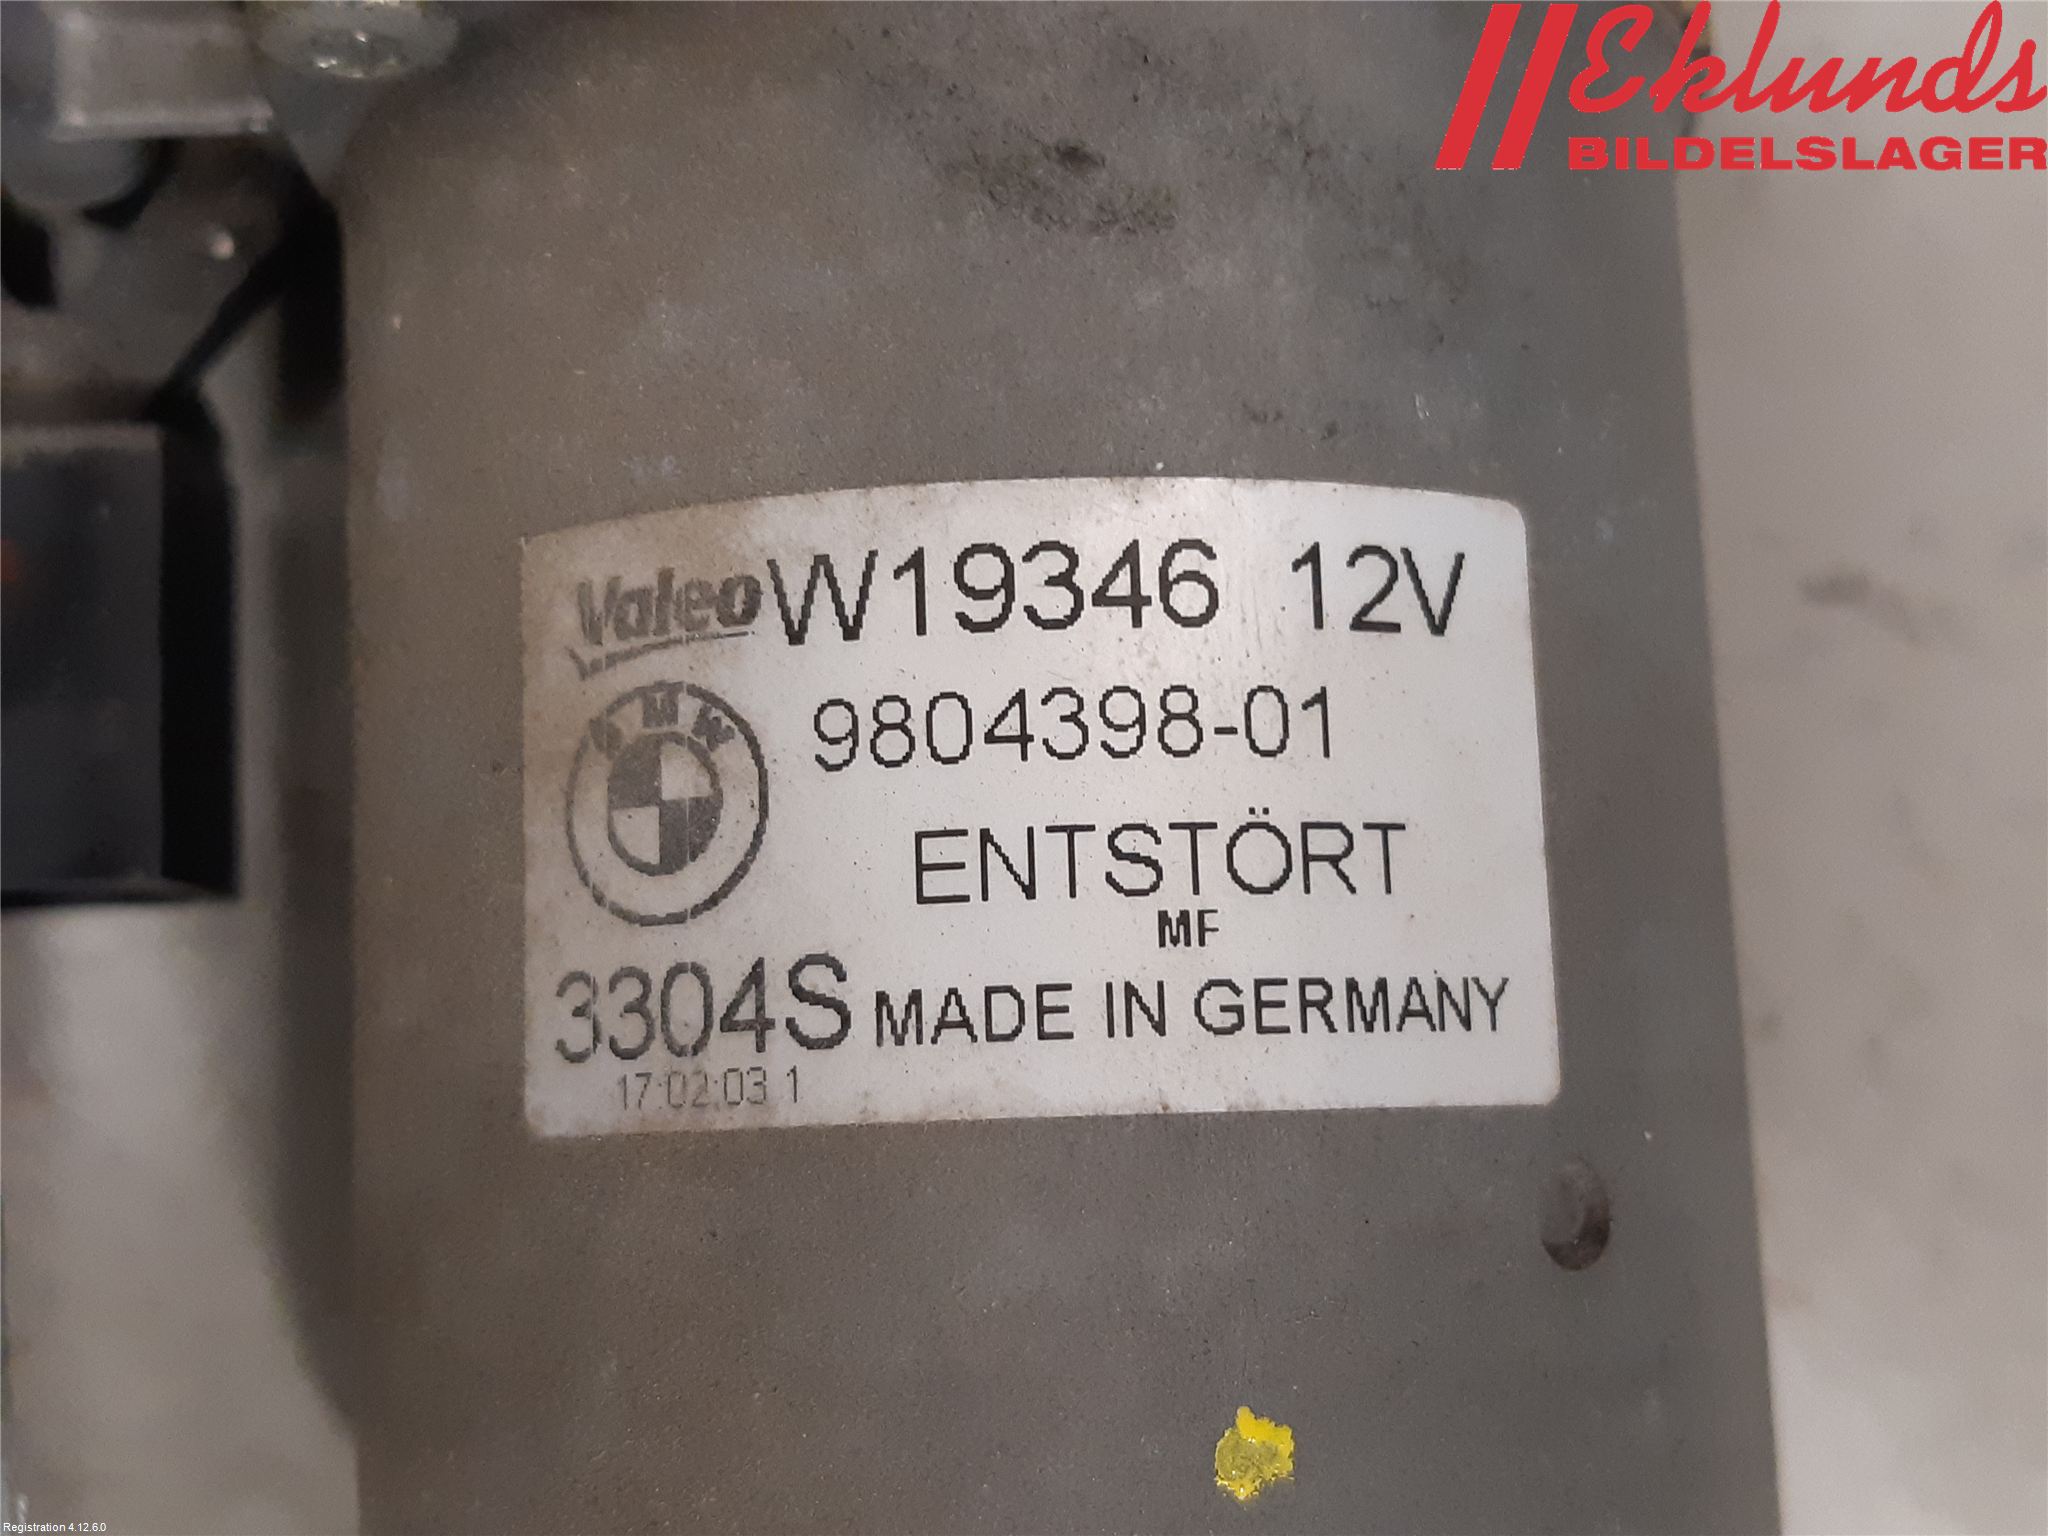 Eklunds
BILDELSLAGER
Valeo W19346 12V
BMW
9804398-01
ENTSTÖRT
MF
3304S MADE IN GERMANY
17:02:03 1
Registration 4.12.6.0